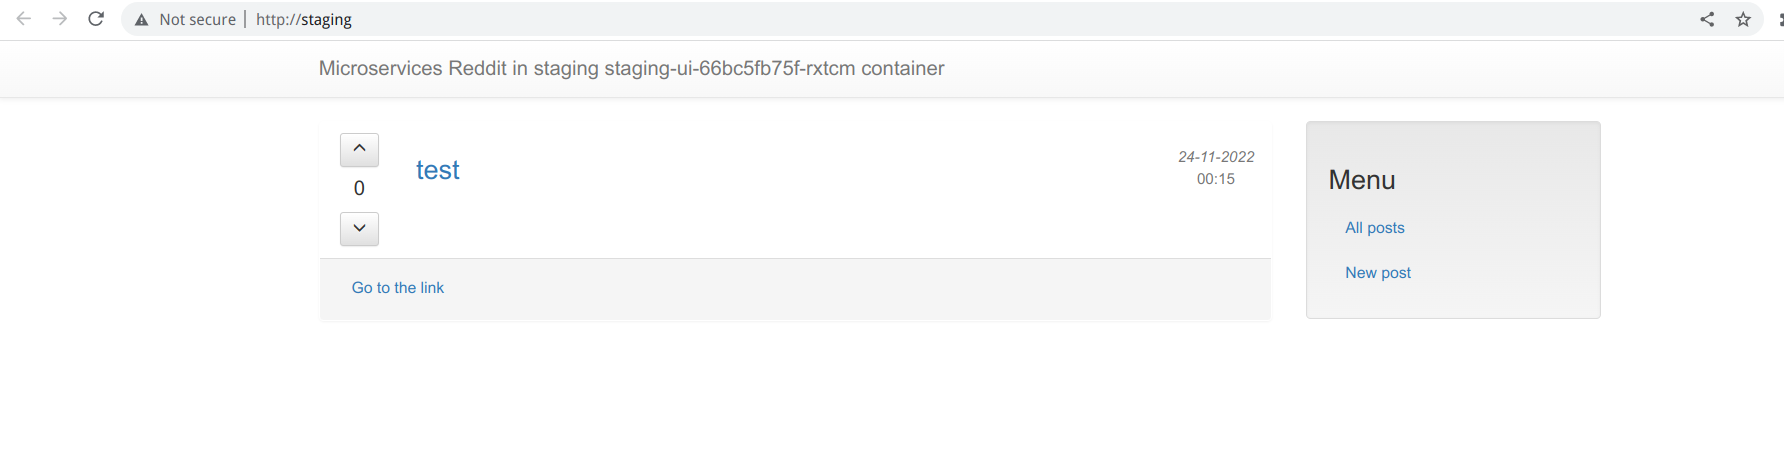 Not secure | http://staging
Microservices Reddit in staging staging-ui-66bc5fb75f-rxtcm container
test
24-11-2022
00:15
0
Go to the link
Menu
All posts
New post